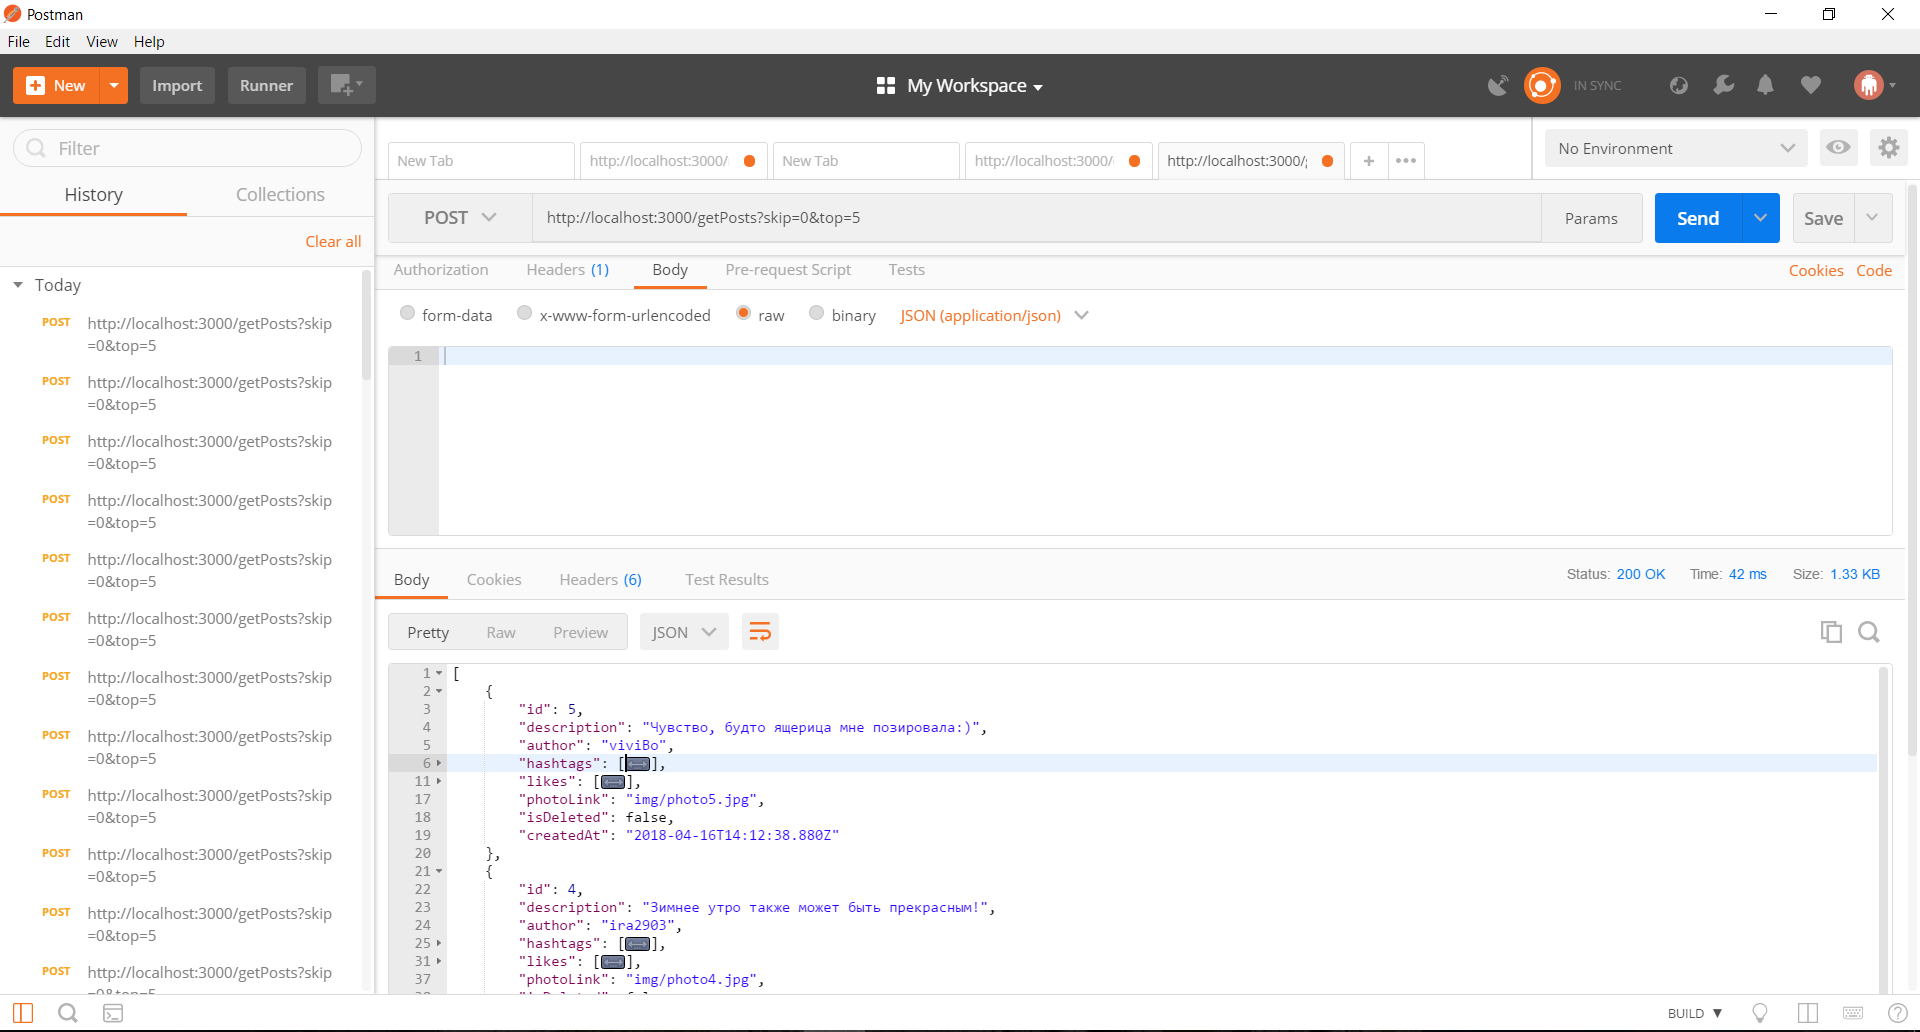 Postman
File Edit View Help
New Import Runner My Workspace IN SYNC
Filter
History Collections
Clear all
Today
POST http://localhost:3000/getPosts?skip
=0&top=5
POST http://localhost:3000/getPosts?skip
=0&top=5
POST http://localhost:3000/getPosts?skip
=0&top=5
POST http://localhost:3000/getPosts?skip
=0&top=5
POST http://localhost:3000/getPosts?skip
=0&top=5
POST http://localhost:3000/getPosts?skip
=0&top=5
POST http://localhost:3000/getPosts?skip
=0&top=5
POST http://localhost:3000/getPosts?skip
=0&top=5
POST http://localhost:3000/getPosts?skip
=0&top=5
POST http://localhost:3000/getPosts?skip
=0&top=5
POST http://localhost:3000/getPosts?skip
=0&top=5
POST http://localhost:3000/getPosts?skip
=0&top=5
New Tab http://localhost:3000/ New Tab http://localhost:3000/ http://localhost:3000/g + •••
No Environment
POST http://localhost:3000/getPosts?skip=0&top=5 Params Send Save
Authorization Headers (1) Body Pre-request Script Tests Cookies Code
form-data x-www-form-urlencoded raw binary JSON (application/json)
1
Body Cookies Headers (6) Test Results Status: 200 OK Time: 42 ms Size: 1.33 KB
Pretty Raw Preview JSON
1 [
2 {
3 "id": 5,
4 "description": "Чувство, будто ящерица мне позировала:)",
5 "author": "viviBo",
6 "hashtags": [↔],
11 "likes": [↔],
17 "photoLink": "img/photo5.jpg",
18 "isDeleted": false,
19 "createdAt": "2018-04-16T14:12:38.880Z"
20 },
21 {
22 "id": 4,
23 "description": "Зимнее утро также может быть прекрасным!",
24 "author": "ira2903",
25 "hashtags": [↔],
31 "likes": [↔],
37 "photoLink": "img/photo4.jpg",
BUILD